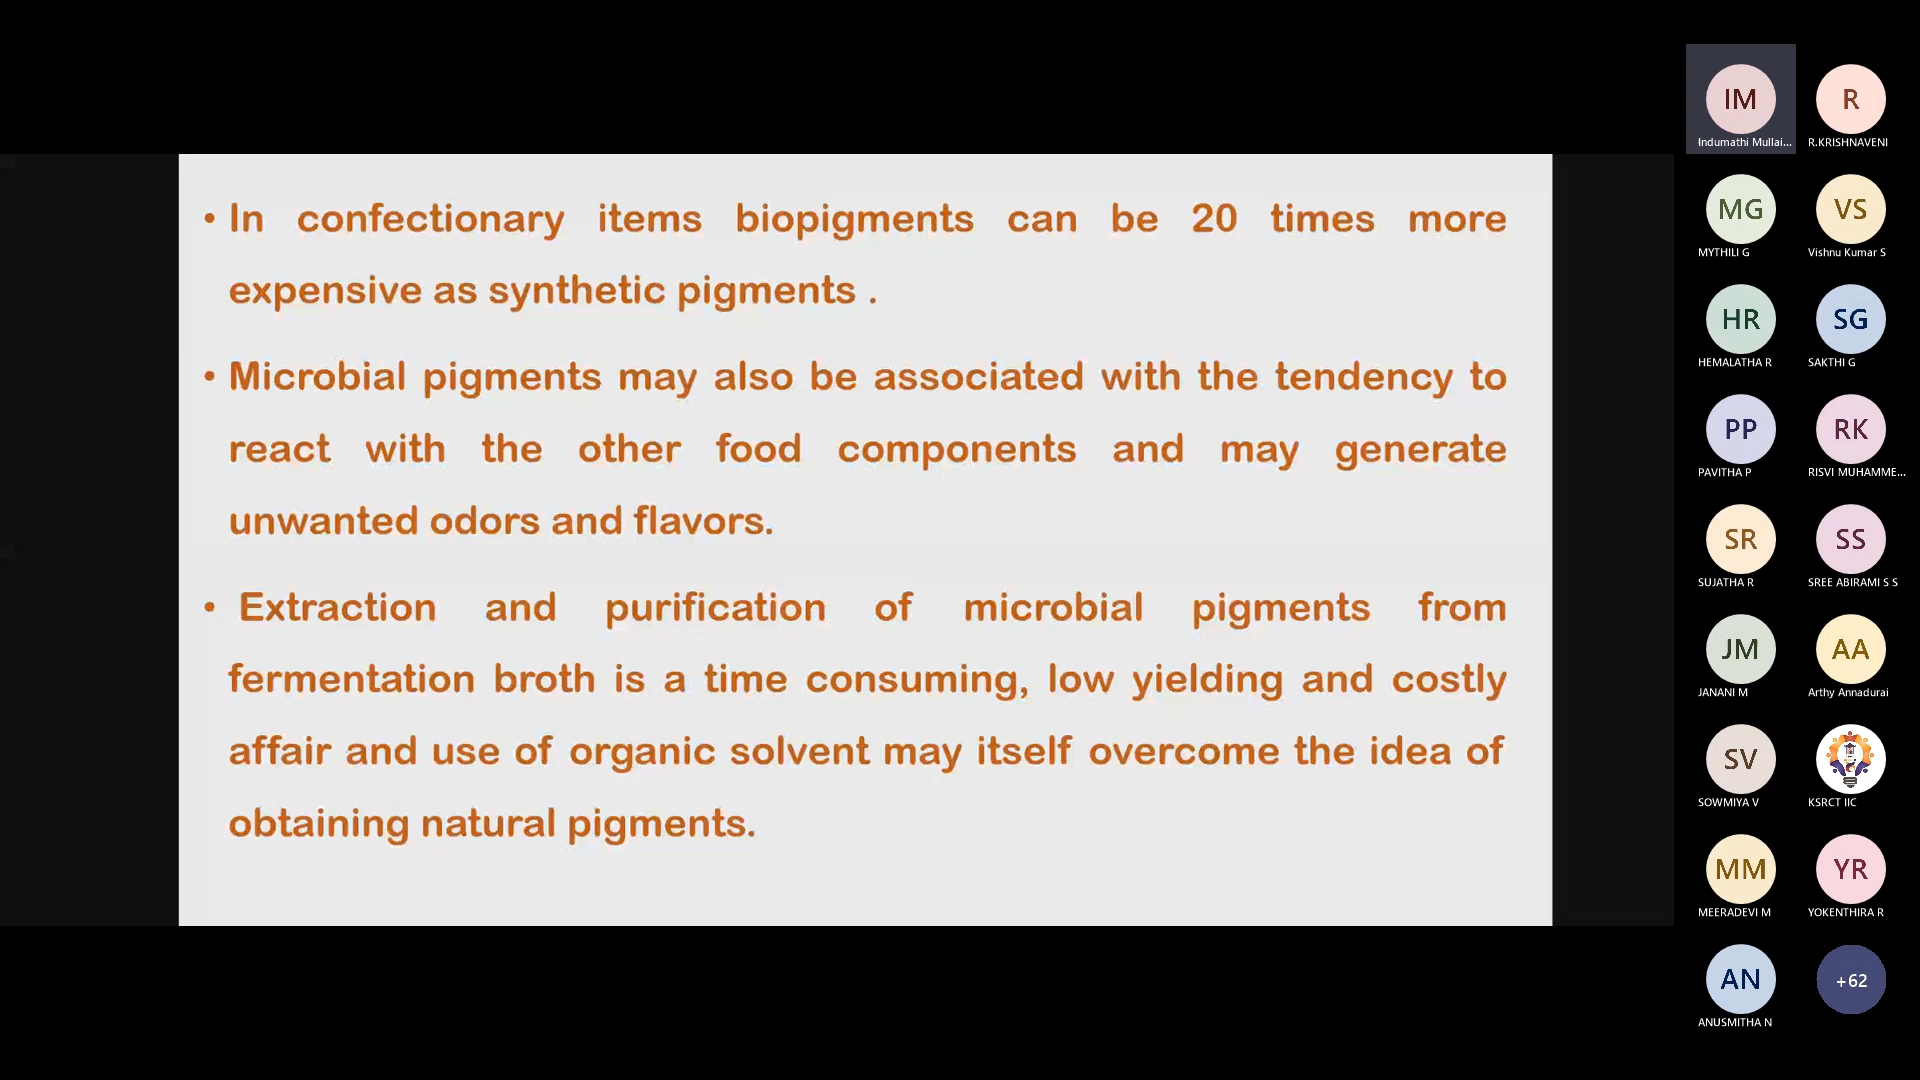 • In confectionary items biopigments can be 20 times more
expensive as synthetic pigments .
• Microbial pigments may also be associated with the tendency to
react with the other food components and may generate
unwanted odors and flavors.
• Extraction and purification of microbial pigments from
fermentation broth is a time consuming, low yielding and costly
affair and use of organic solvent may itself overcome the idea of
obtaining natural pigments.
IM
Indumathi Mullai...
R
R.KRISHNAVENI
MG
MYTHILI G
VS
Vishnu Kumar S
HR
HEMALATHA R
SG
SAKTHI G
PP
PAVITHA P
RK
RISVI MUHAMME...
SR
SUJATHA R
SS
SREE ABIRAMI S S
JM
JANANI M
AA
Arthy Annadurai
SV
SOWMIYA V
KSRCT IIC
MM
MEERADEVI M
YR
YOKENTHIRA R
AN
ANUSMITHA N
+62